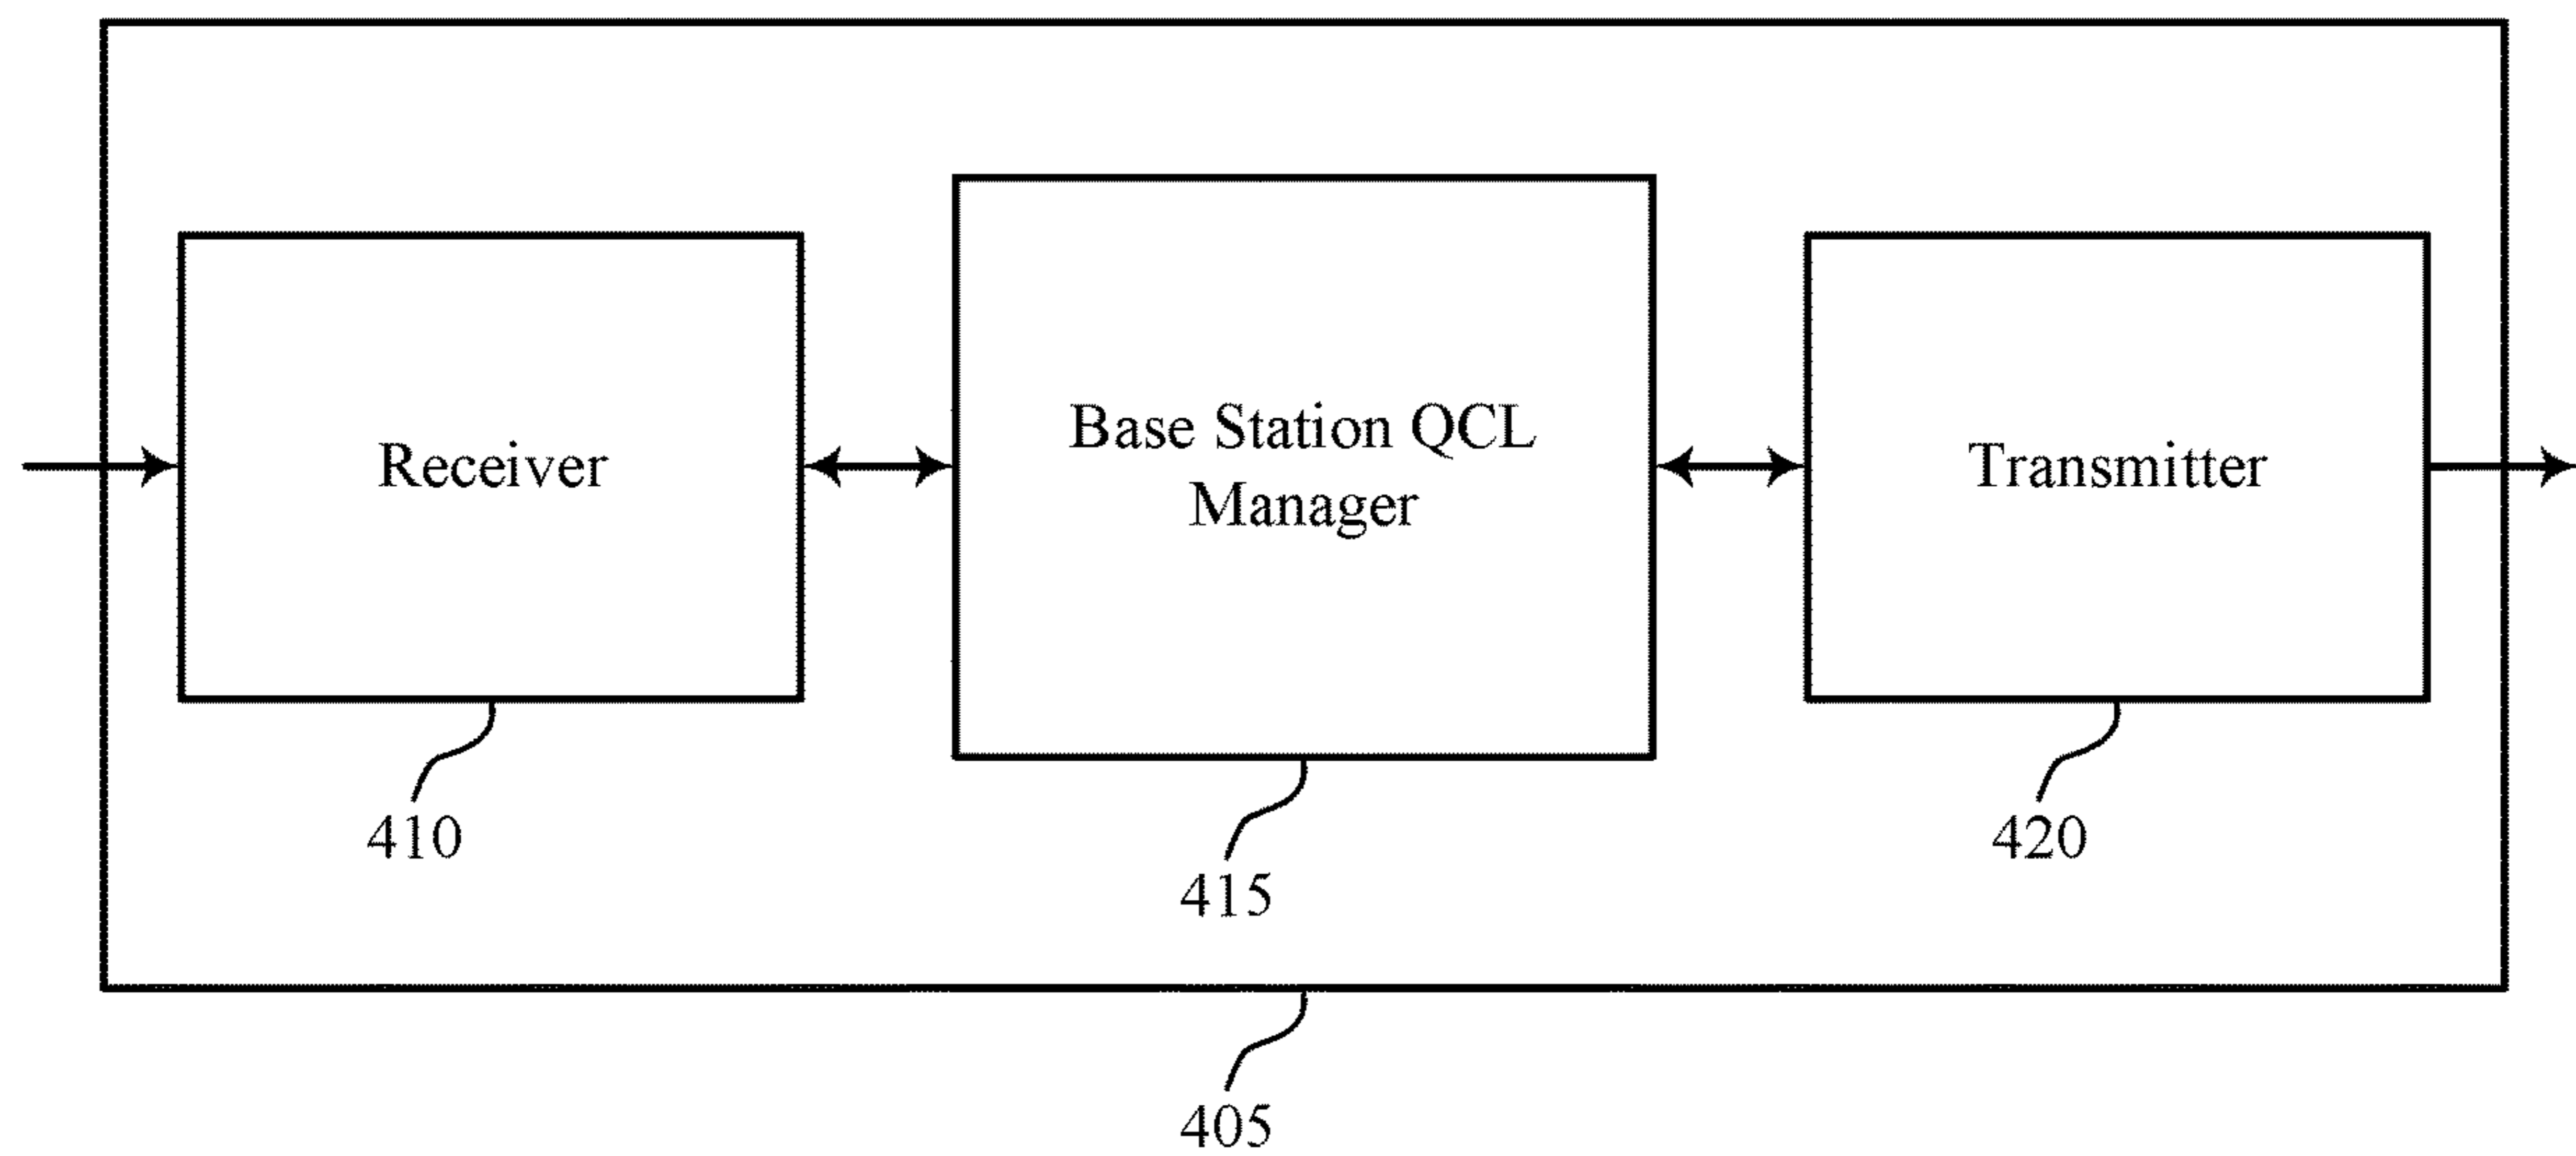 Receiver
Base Station QCL
Manager
Transmitter
410
415
420
405